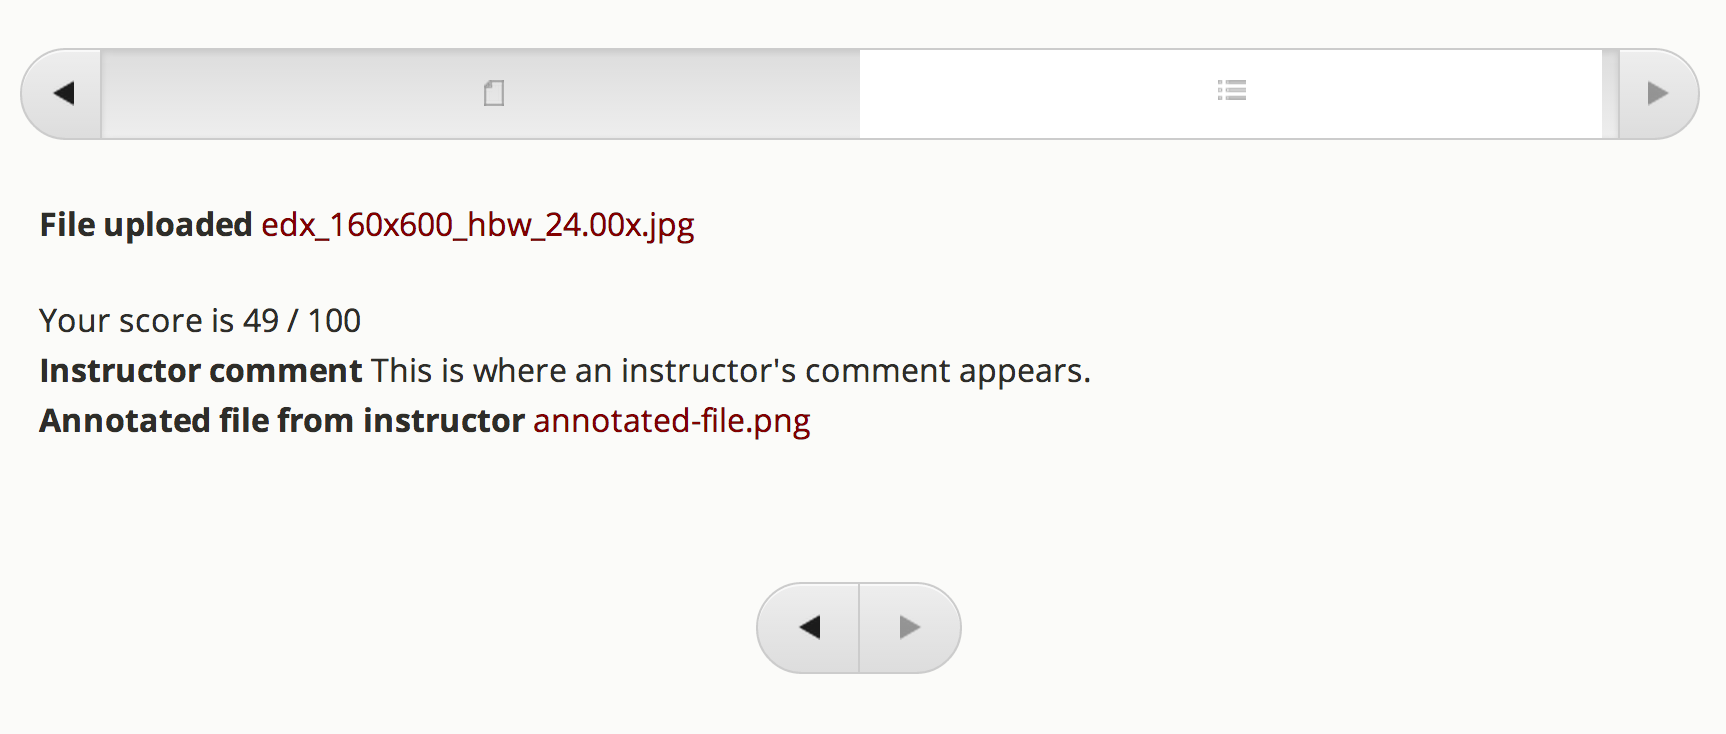 File uploaded edx_160x600_hbw_24.00x.jpg
Your score is 49 / 100
Instructor comment This is where an instructor's comment appears.
Annotated file from instructor annotated-file.png